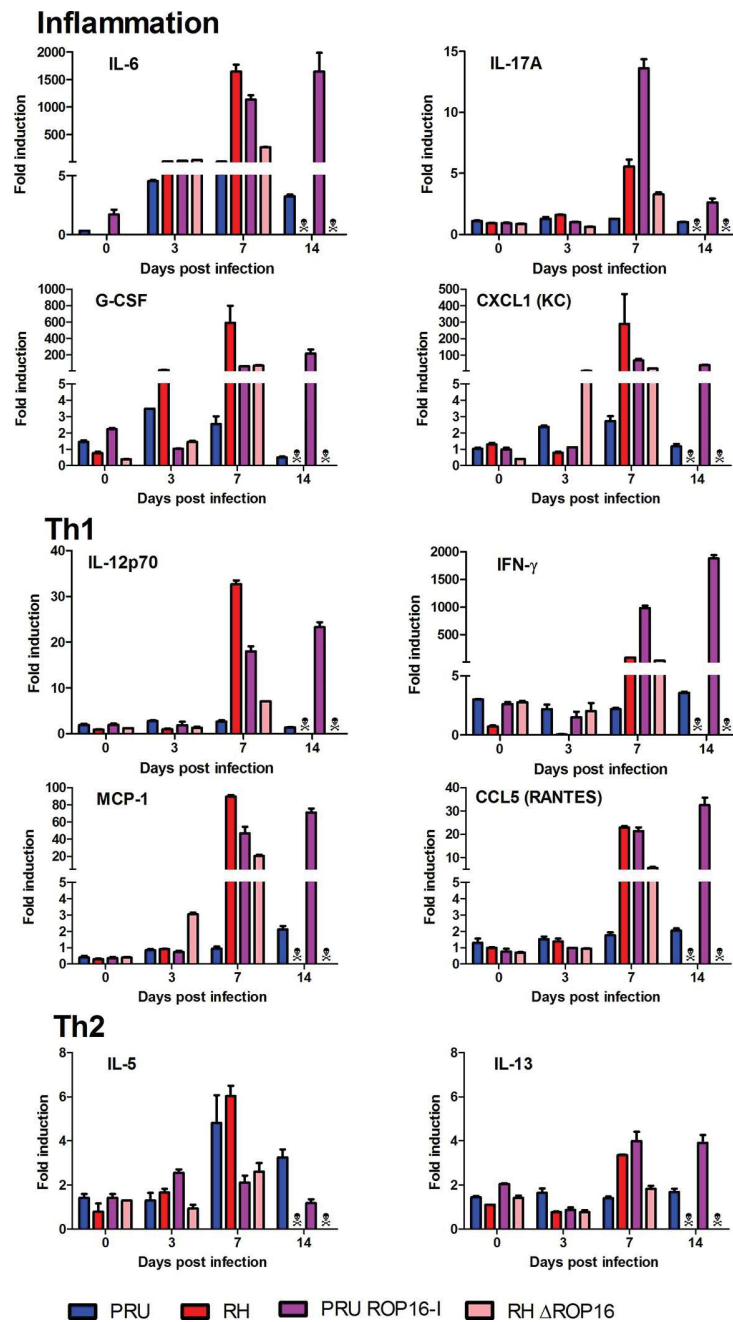 Inflammation
IL-6
Fold induction
2000
1500
1000
500
5
0
0 3 7 14
Days post infection
IL-17A
Fold induction
15
10
5
0
0 3 7 14
Days post infection
G-CSF
Fold induction
1000
800
600
400
200
5
4
3
2
1
0
0 3 7 14
Days post infection
CXCL1 (KC)
Fold induction
500
400
300
200
100
5
4
3
2
1
0
0 3 7 14
Days post infection
Th1
IL-12p70
Fold induction
40
30
20
10
0
0 3 7 14
Days post infection
IFN-γ
Fold induction
2000
1500
1000
500
5
0
0 3 7 14
Days post infection
MCP-1
Fold induction
100
80
60
40
20
5
4
3
2
1
0
0 3 7 14
Days post infection
CCL5 (RANTES)
Fold induction
40
30
20
10
5
4
3
2
1
0
0 3 7 14
Days post infection
Th2
IL-5
Fold induction
8
6
4
2
0
0 3 7 14
Days post infection
IL-13
Fold induction
8
6
4
2
0
0 3 7 14
Days post infection
PRU RH PRU ROP16-I RH ΔROP16